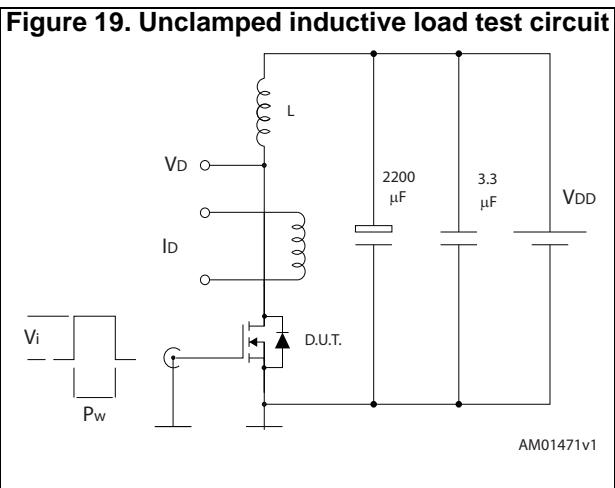 Figure 19. Unclamped inductive load test circuit
L
VD
2200
μF
3.3
μF
VDD
ID
Vi
D.U.T.
Pw
AM01471v1